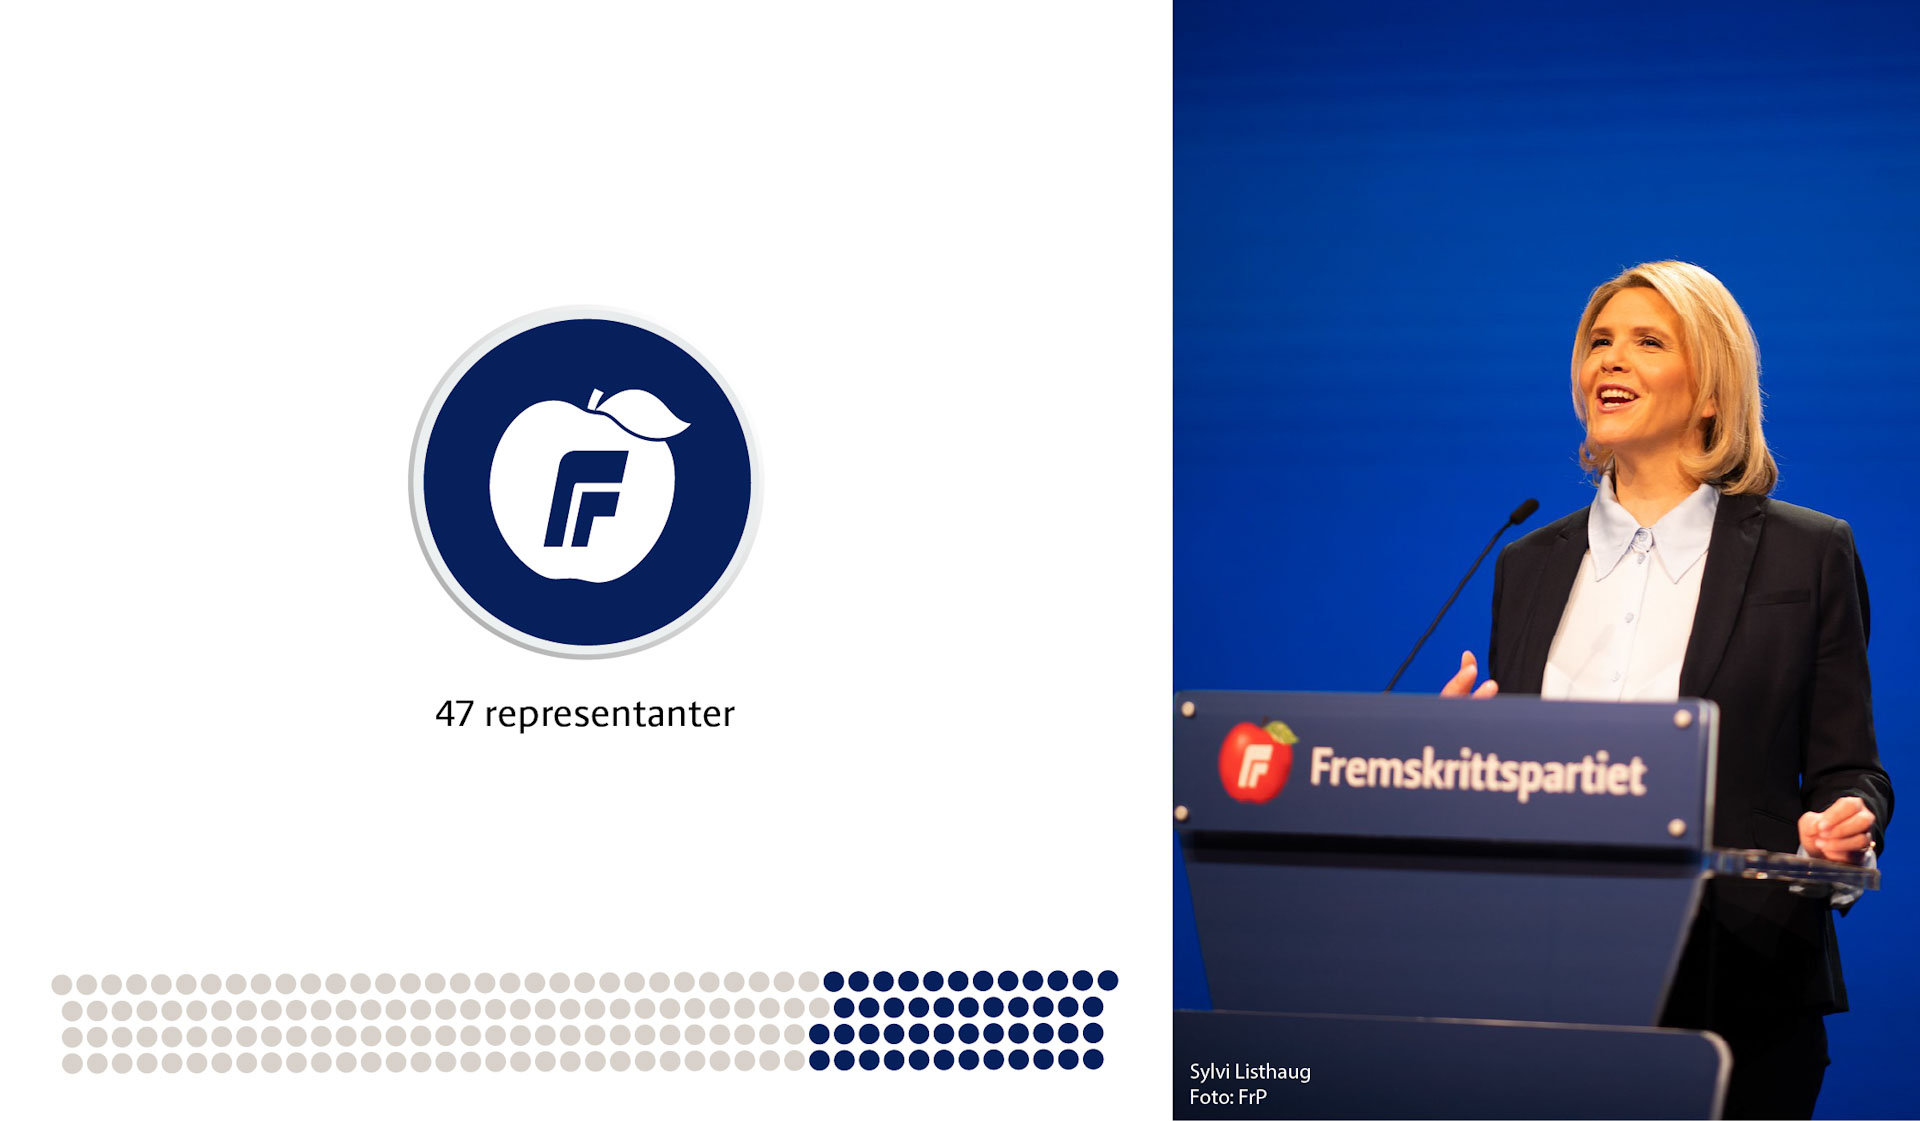 47 representanter
Fremskrittspartiet
Sylvi Listhaug
Foto: FrP